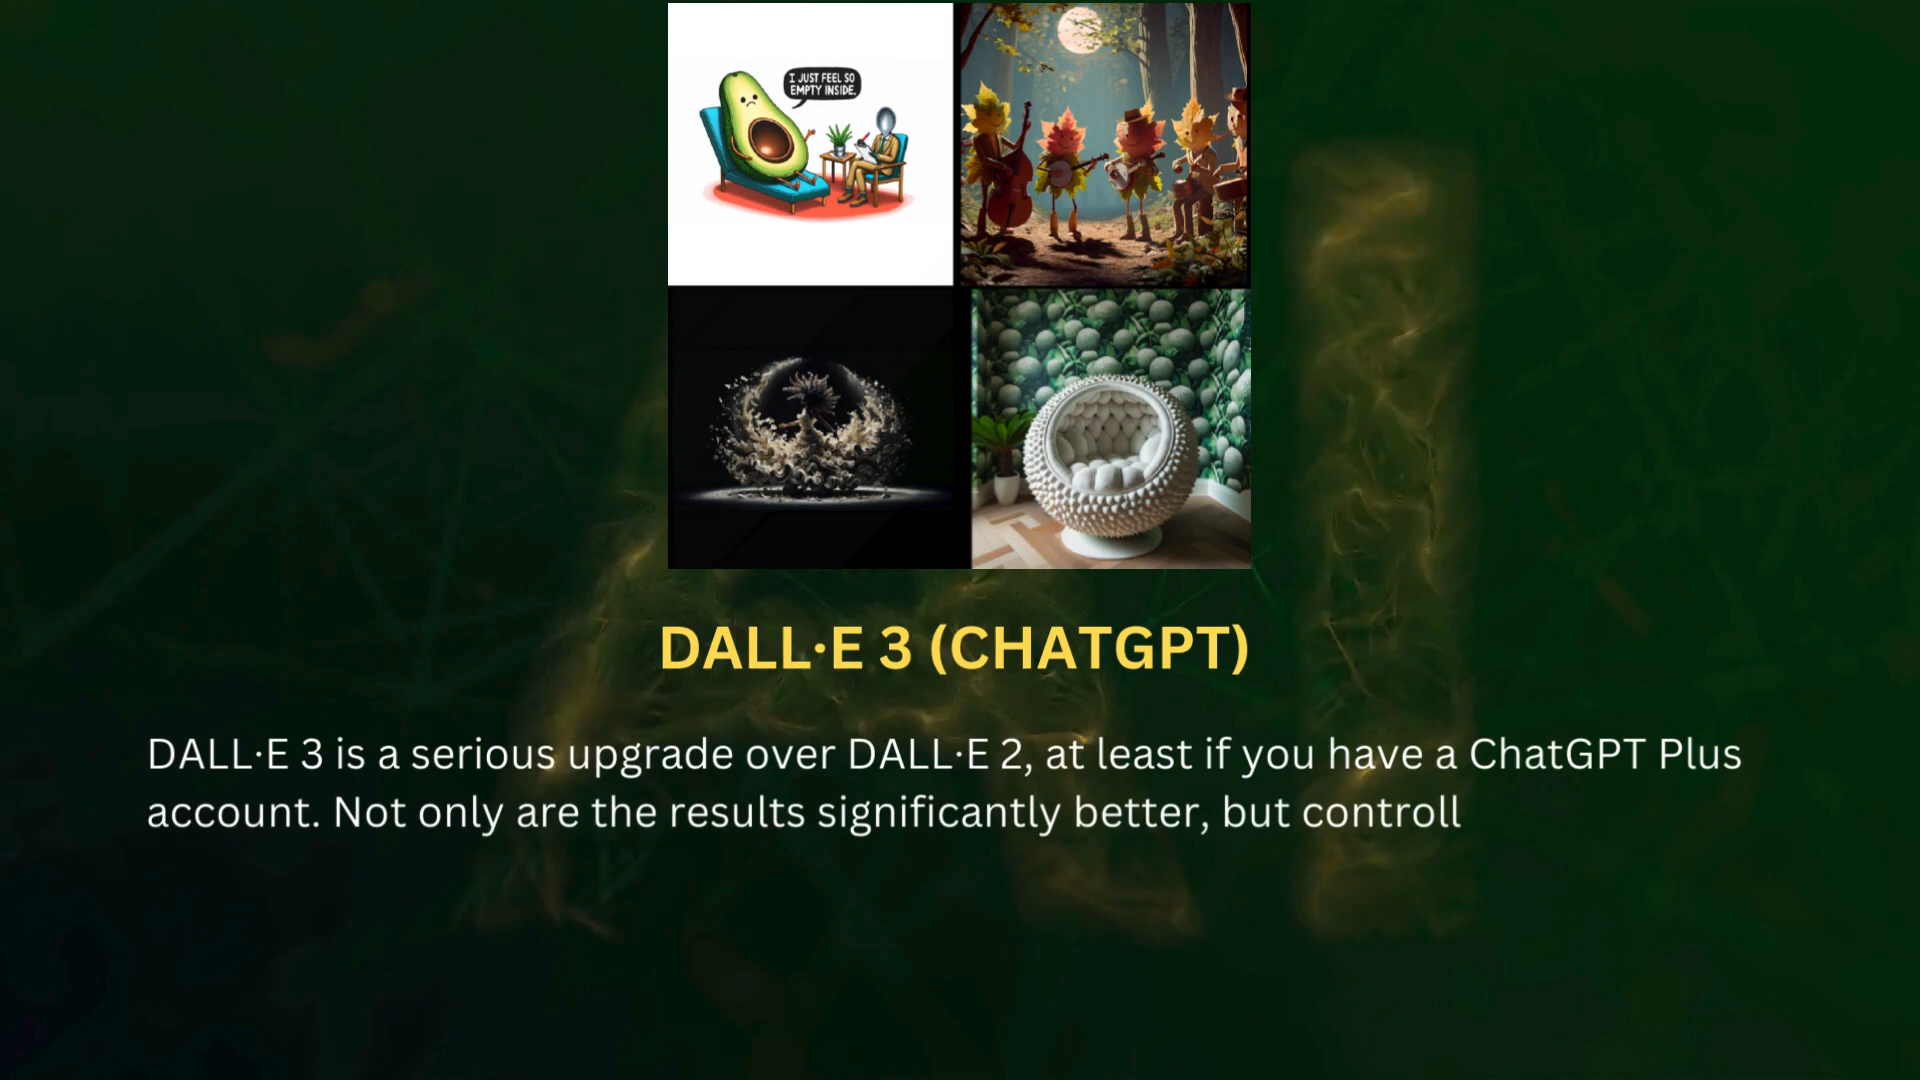 I JUST FEEL SO
EMPTY INSIDE.
DALL·E 3 (CHATGPT)
DALL·E 3 is a serious upgrade over DALL·E 2, at least if you have a ChatGPT Plus
account. Not only are the results significantly better, but controll